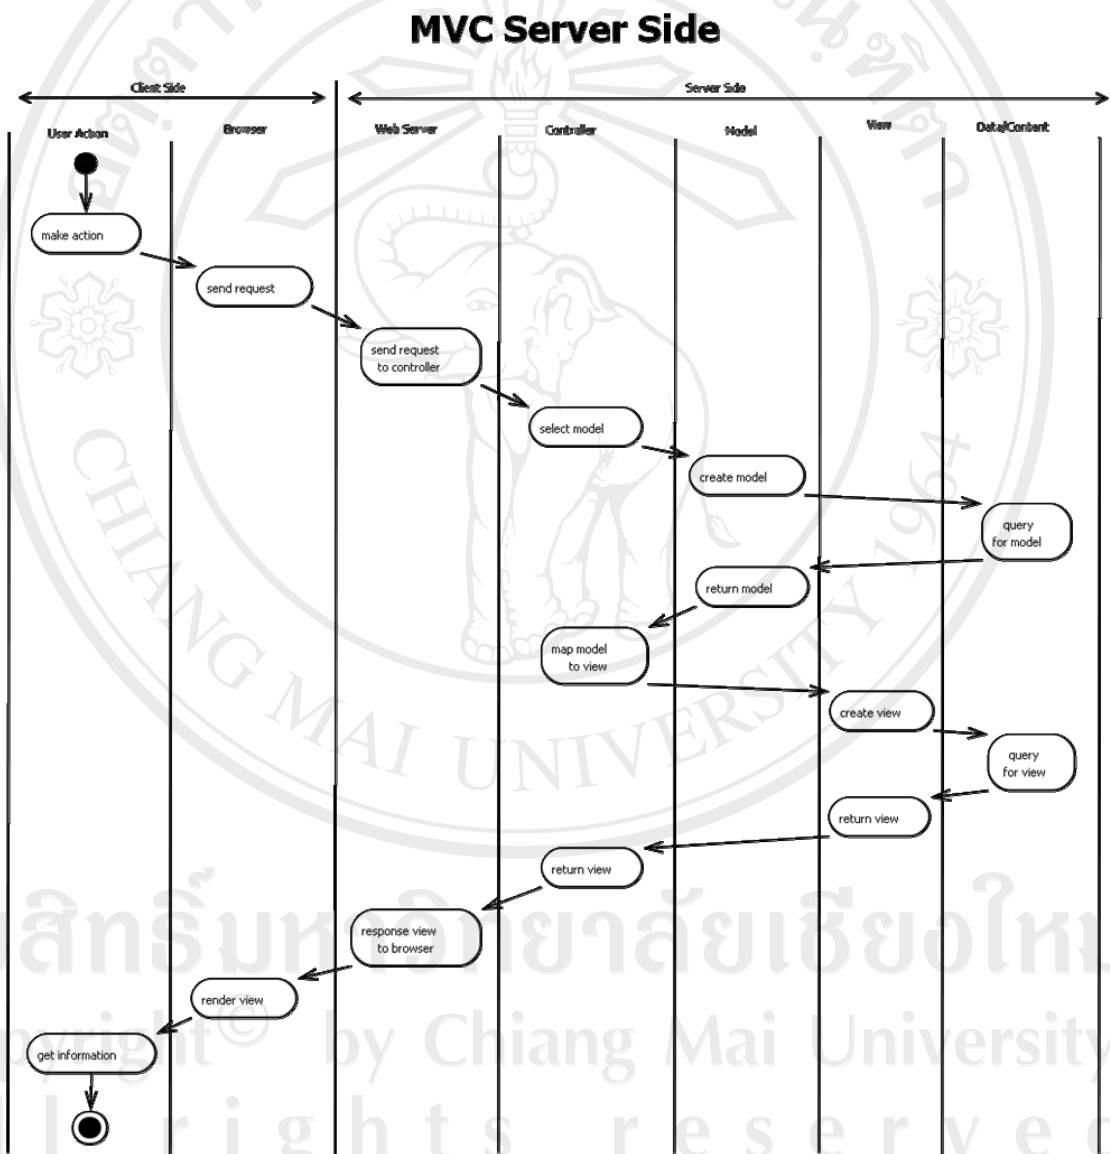 MVC Server Side
Client Side
Server Side
User Action
Browser
Web Server
Controller
Model
View
Data/Content
make action
send request
send request
to controller
select model
create model
query
for model
return model
map model
to view
create view
query
for view
return view
return view
response view
to browser
render view
get information
CHIANG MAI UNIVERSITY 1964
by Chiang Mai University
rights reserved